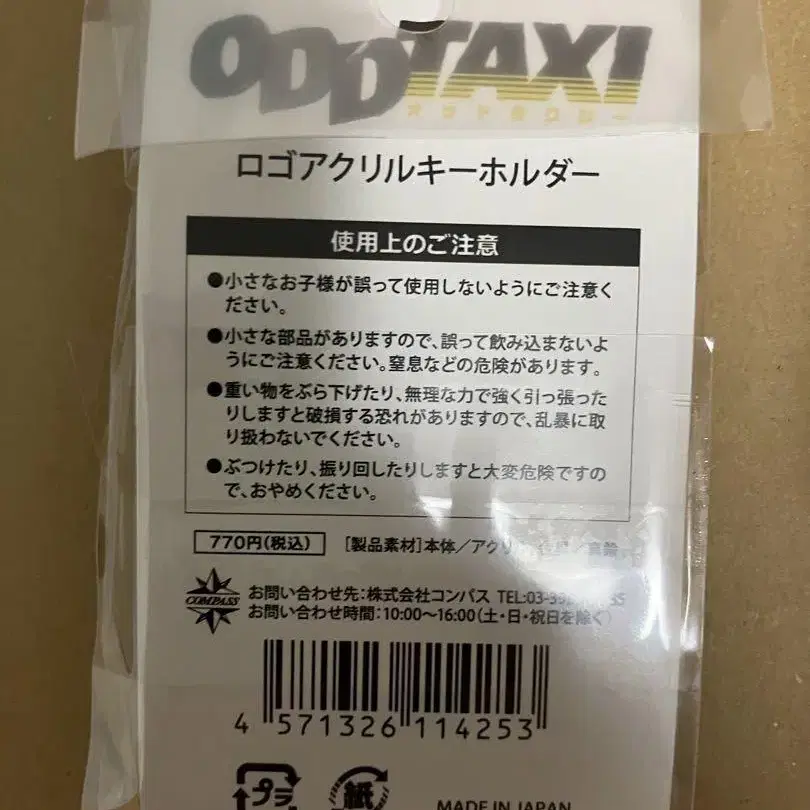 ODDTAXI
オッドタクシー
ロゴアクリルキーホルダー
使用上のご注意
●小さなお子様が誤って使用しないようにご注意く
ださい。
●小さな部品がありますので、誤って飲み込まないよ
うにご注意ください。窒息などの危険があります。
●重い物をぶら下げたり、無理な力で強く引っ張った
りしますと破損する恐れがありますので、乱暴に取
り扱わないでください。
●ぶつけたり、振り回したりしますと大変危険ですの
で、おやめください。
770円(税込) [製品素材]本体/アクリ
COMPASS
お問い合わせ先:株式会社コンパス TEL:03-
お問い合わせ時間:10:00〜16:00(土・日・祝日を除く)
4 571326 114253
プラ 紙
MADE IN JAPAN